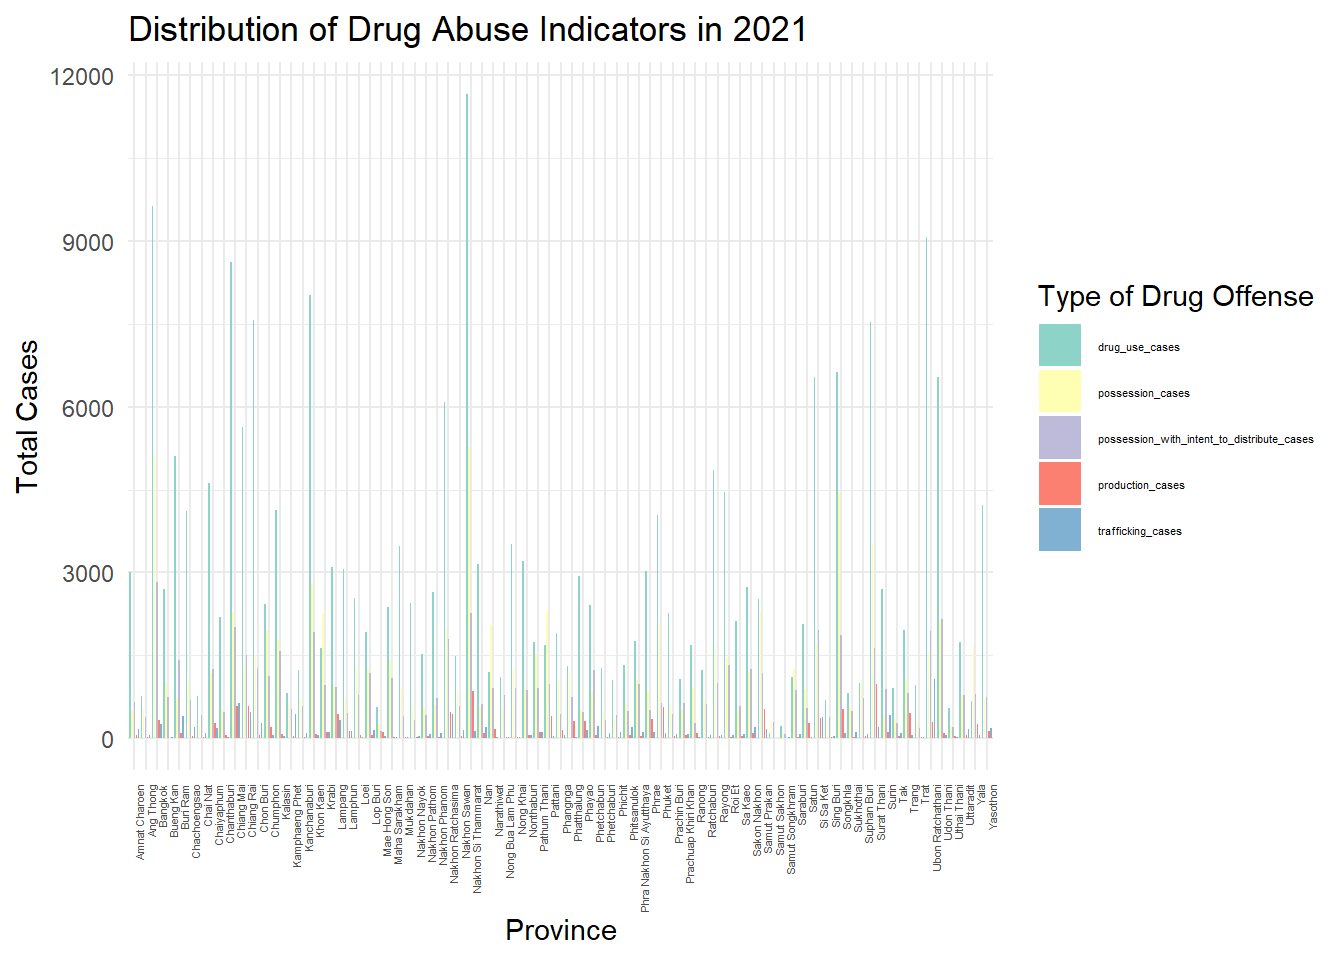 Distribution of Drug Abuse Indicators in 2021
Total Cases
12000
9000
6000
3000
0
Amnat Charoen
Ang Thong
Bangkok
Bueng Kan
Buri Ram
Chachoengsao
Chai Nat
Chaiyaphum
Chanthaburi
Chiang Mai
Chiang Rai
Chon Buri
Chumphon
Kalasin
Kamphaeng Phet
Kanchanaburi
Khon Kaen
Krabi
Lampang
Lamphun
Loei
Lop Buri
Mae Hong Son
Maha Sarakham
Mukdahan
Nakhon Nayok
Nakhon Pathom
Nakhon Phanom
Nakhon Ratchasima
Nakhon Sawan
Nakhon Si Thammarat
Nan
Narathiwat
Nong Bua Lam Phu
Nong Khai
Nonthaburi
Pathum Thani
Pattani
Phangnga
Phatthalung
Phayao
Phetchabun
Phetchaburi
Phichit
Phitsanulok
Phra Nakhon Si Ayutthaya
Phrae
Phuket
Prachin Buri
Prachuap Khiri Khan
Ranong
Ratchaburi
Rayong
Roi Et
Sa Kaeo
Sakon Nakhon
Samut Prakan
Samut Sakhon
Samut Songkhram
Saraburi
Satun
Si Sa Ket
Sing Buri
Songkhla
Sukhothai
Suphan Buri
Surat Thani
Surin
Tak
Trang
Trat
Ubon Ratchathani
Udon Thani
Uthai Thani
Uttaradit
Yala
Yasothon
Province
Type of Drug Offense
drug_use_cases
possession_cases
possession_with_intent_to_distribute_cases
production_cases
trafficking_cases